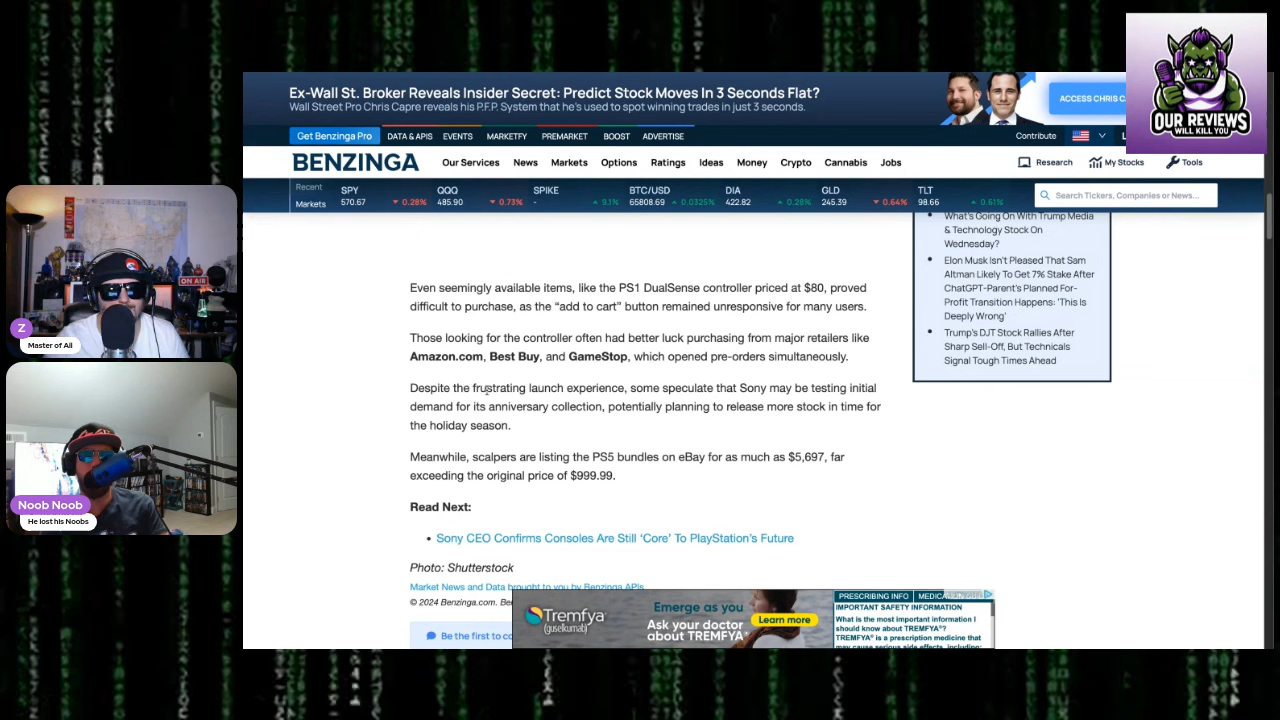 Ex-Wall St. Broker Reveals Insider Secret: Predict Stock Moves In 3 Seconds Flat?
Wall Street Pro Chris Capre reveals his P.F.P. System that he's used to spot winning trades in just 3 seconds.
ACCESS CHRIS
OUR REVIEWS
WILL KILL YOU
Get Benzinga Pro
DATA & APIS EVENTS MARKETFY PREMARKET BOOST ADVERTISE
Contribute
BENZINGA
Our Services News Markets Options Ratings Ideas Money Crypto Cannabis Jobs
Research My Stocks Tools
Recent
Markets
SPY
570.67 ▼ 0.28%
QQQ
485.90 ▼ 0.73%
SPIKE
- ▲ 9.1%
BTC/USD
65808.69 ▲ 0.0325%
DIA
422.82 ▲ 0.28%
GLD
245.39 ▼ 0.64%
TLT
98.66 ▲ 0.51%
Search Tickers, Companies or News...
What's Going On With Trump Media
& Technology Stock On
Wednesday?
Elon Musk Isn't Pleased That Sam
Altman Likely To Get 7% Stake After
ChatGPT-Parent's Planned For-
Profit Transition Happens: 'This Is
Deeply Wrong'
Trump's DJT Stock Rallies After
Sharp Sell-Off, But Technicals
Signal Tough Times Ahead
Even seemingly available items, like the PS1 DualSense controller priced at $80, proved
difficult to purchase, as the “add to cart” button remained unresponsive for many users.
Those looking for the controller often had better luck purchasing from major retailers like
Amazon.com, Best Buy, and GameStop, which opened pre-orders simultaneously.
Despite the frustrating launch experience, some speculate that Sony may be testing initial
demand for its anniversary collection, potentially planning to release more stock in time for
the holiday season.
Meanwhile, scalpers are listing the PS5 bundles on eBay for as much as $5,697, far
exceeding the original price of $999.99.
Read Next:
• Sony CEO Confirms Consoles Are Still ‘Core’ To PlayStation’s Future
Photo: Shutterstock
Market News and Data brought to you by Benzinga APIs
© 2024 Benzinga.com.
Be the first to
Tremfya
(guselkumab)
Emerge as you
Ask your doctor
about TREMFYA®
Learn more
PRESCRIBING INFO
IMPORTANT SAFETY INFORMATION
What is the most important information I
should know about TREMFYA®?
TREMFYA® is a prescription medicine that
may cause serious side effects, including:
ON AIR
Z
Master of All
Noob Noob
He lost his Noobs